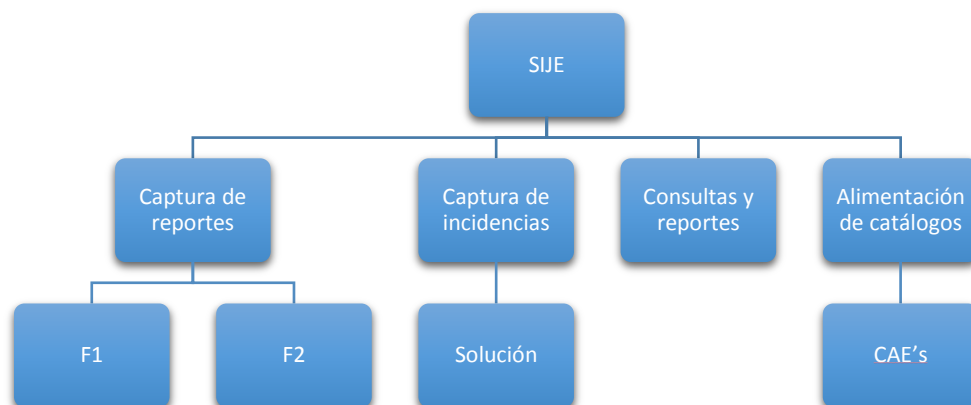 SIJE
Captura de
reportes
Captura de
incidencias
Consultas y
reportes
Alimentación
de catálogos
F1
F2
Solución
CAE’s